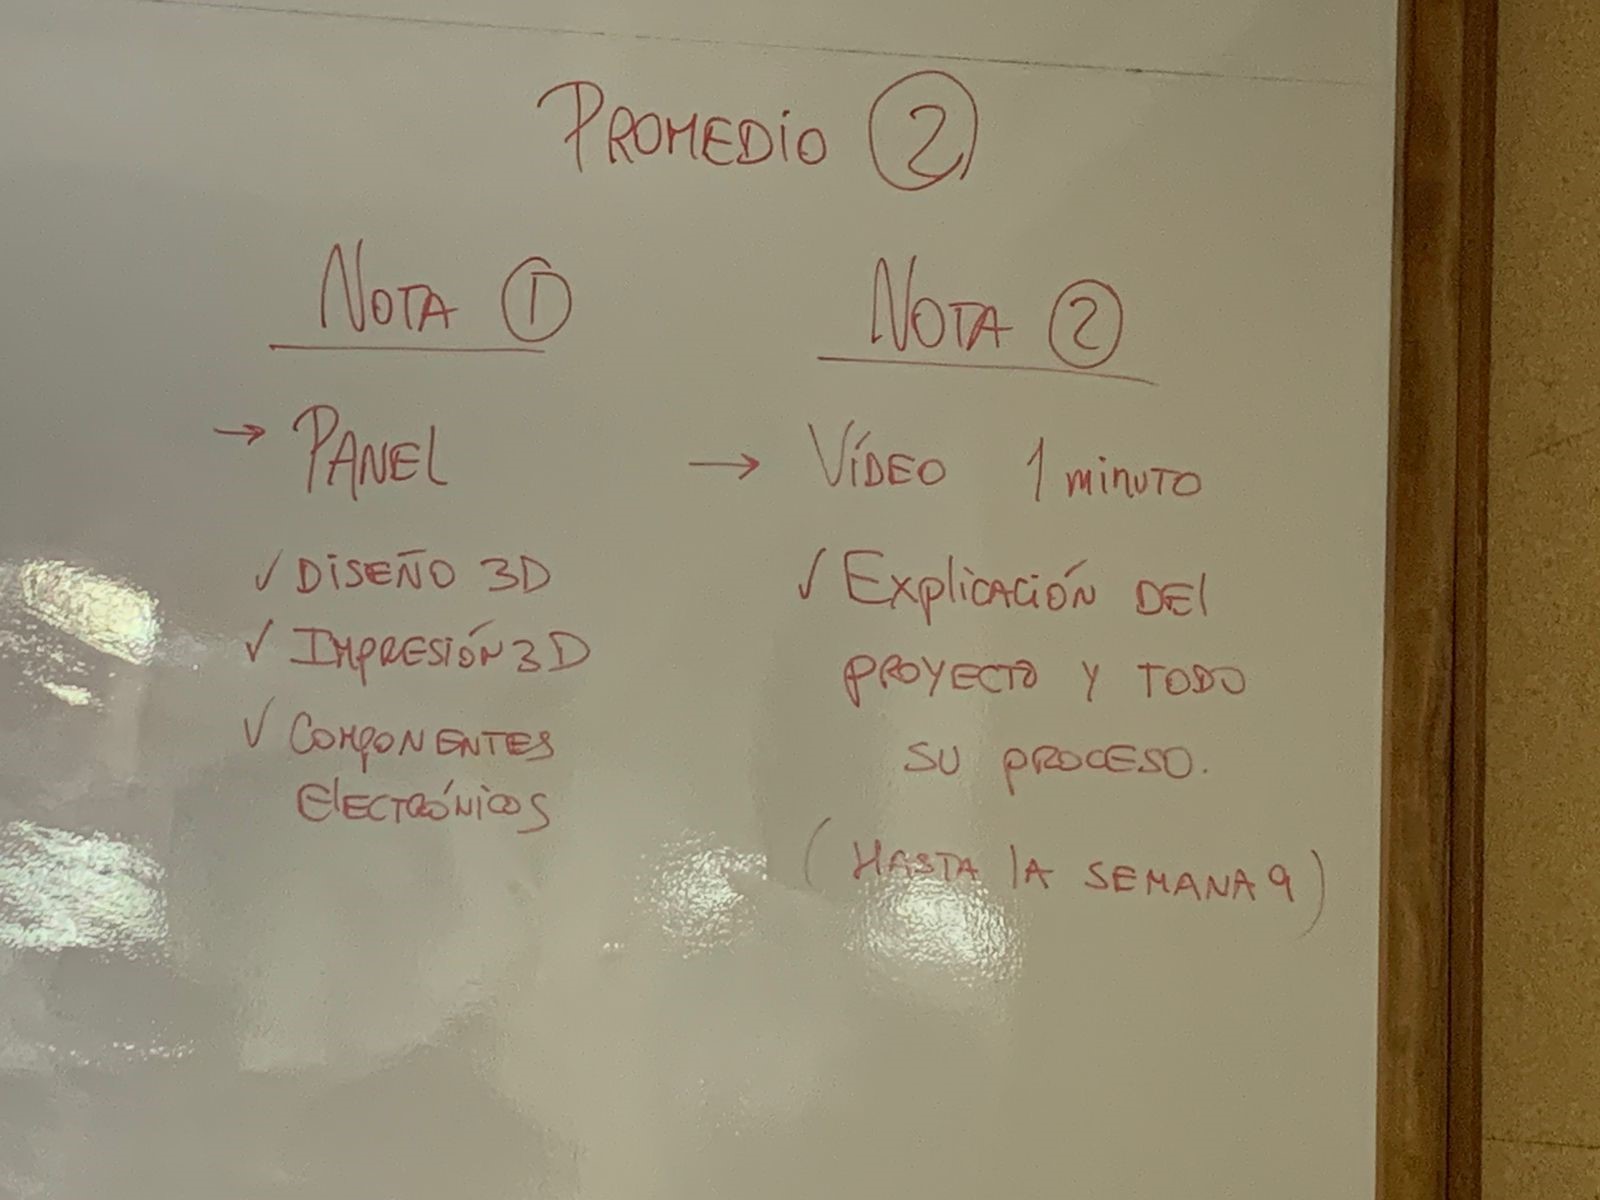 PROMEDIO 2
NOTA 1
→ PANEL
✓ DISEÑO 3D
✓ IMPRESIÓN 3D
✓ COMPONENTES
ELECTRÓNICOS
NOTA 2
→ VÍDEO 1 MINUTO
✓ EXPLICACIÓN DEL
PROYECTO Y TODO
SU PROCESO.
(HASTA LA SEMANA 9)